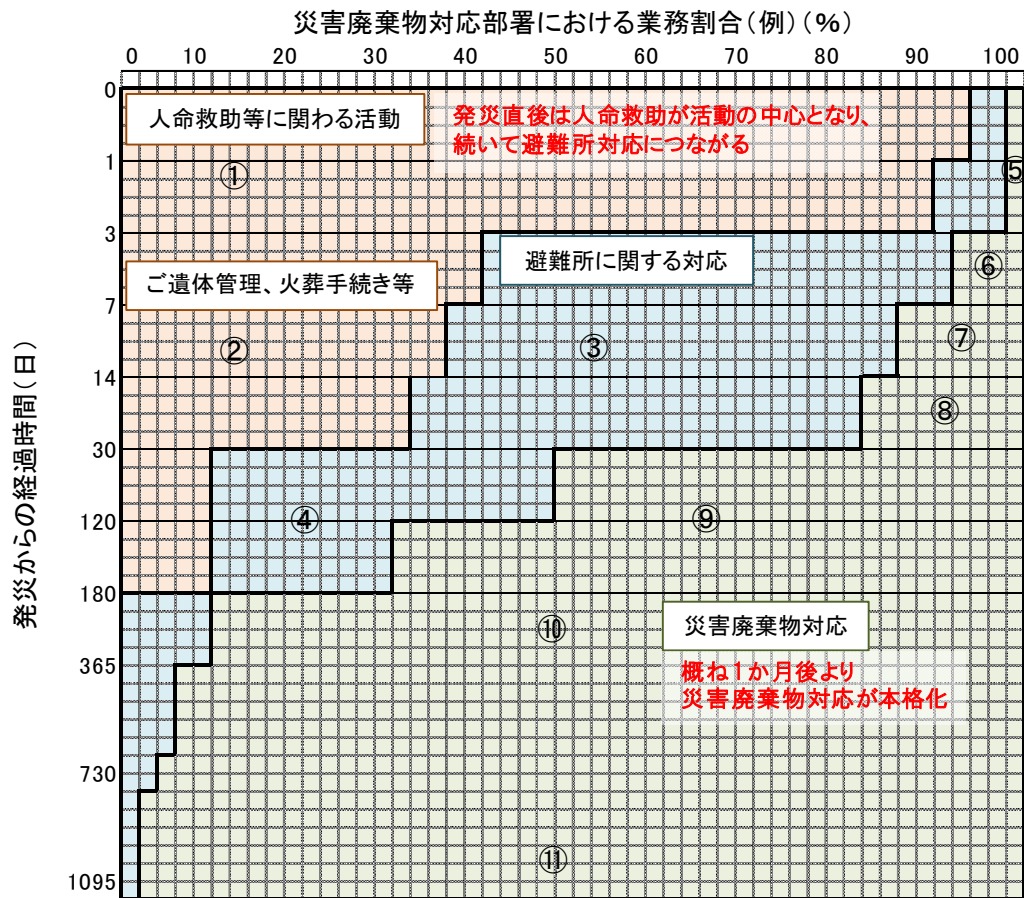 災害廃棄物対応部署における業務割合(例)(%)
0 10 20 30 40 50 60 70 80 90 100
0
人命救助等に関わる活動
発災直後は人命救助が活動の中心となり、
続いて避難所対応につながる
1
①
⑤
3
避難所に関する対応
⑥
ご遺体管理、火葬手続き等
7
②
③
⑦
14
⑧
30
④
⑨
120
発災からの経過時間(日)
180
⑩
災害廃棄物対応
365
概ね1か月後より
災害廃棄物対応が本格化
730
⑪
1095